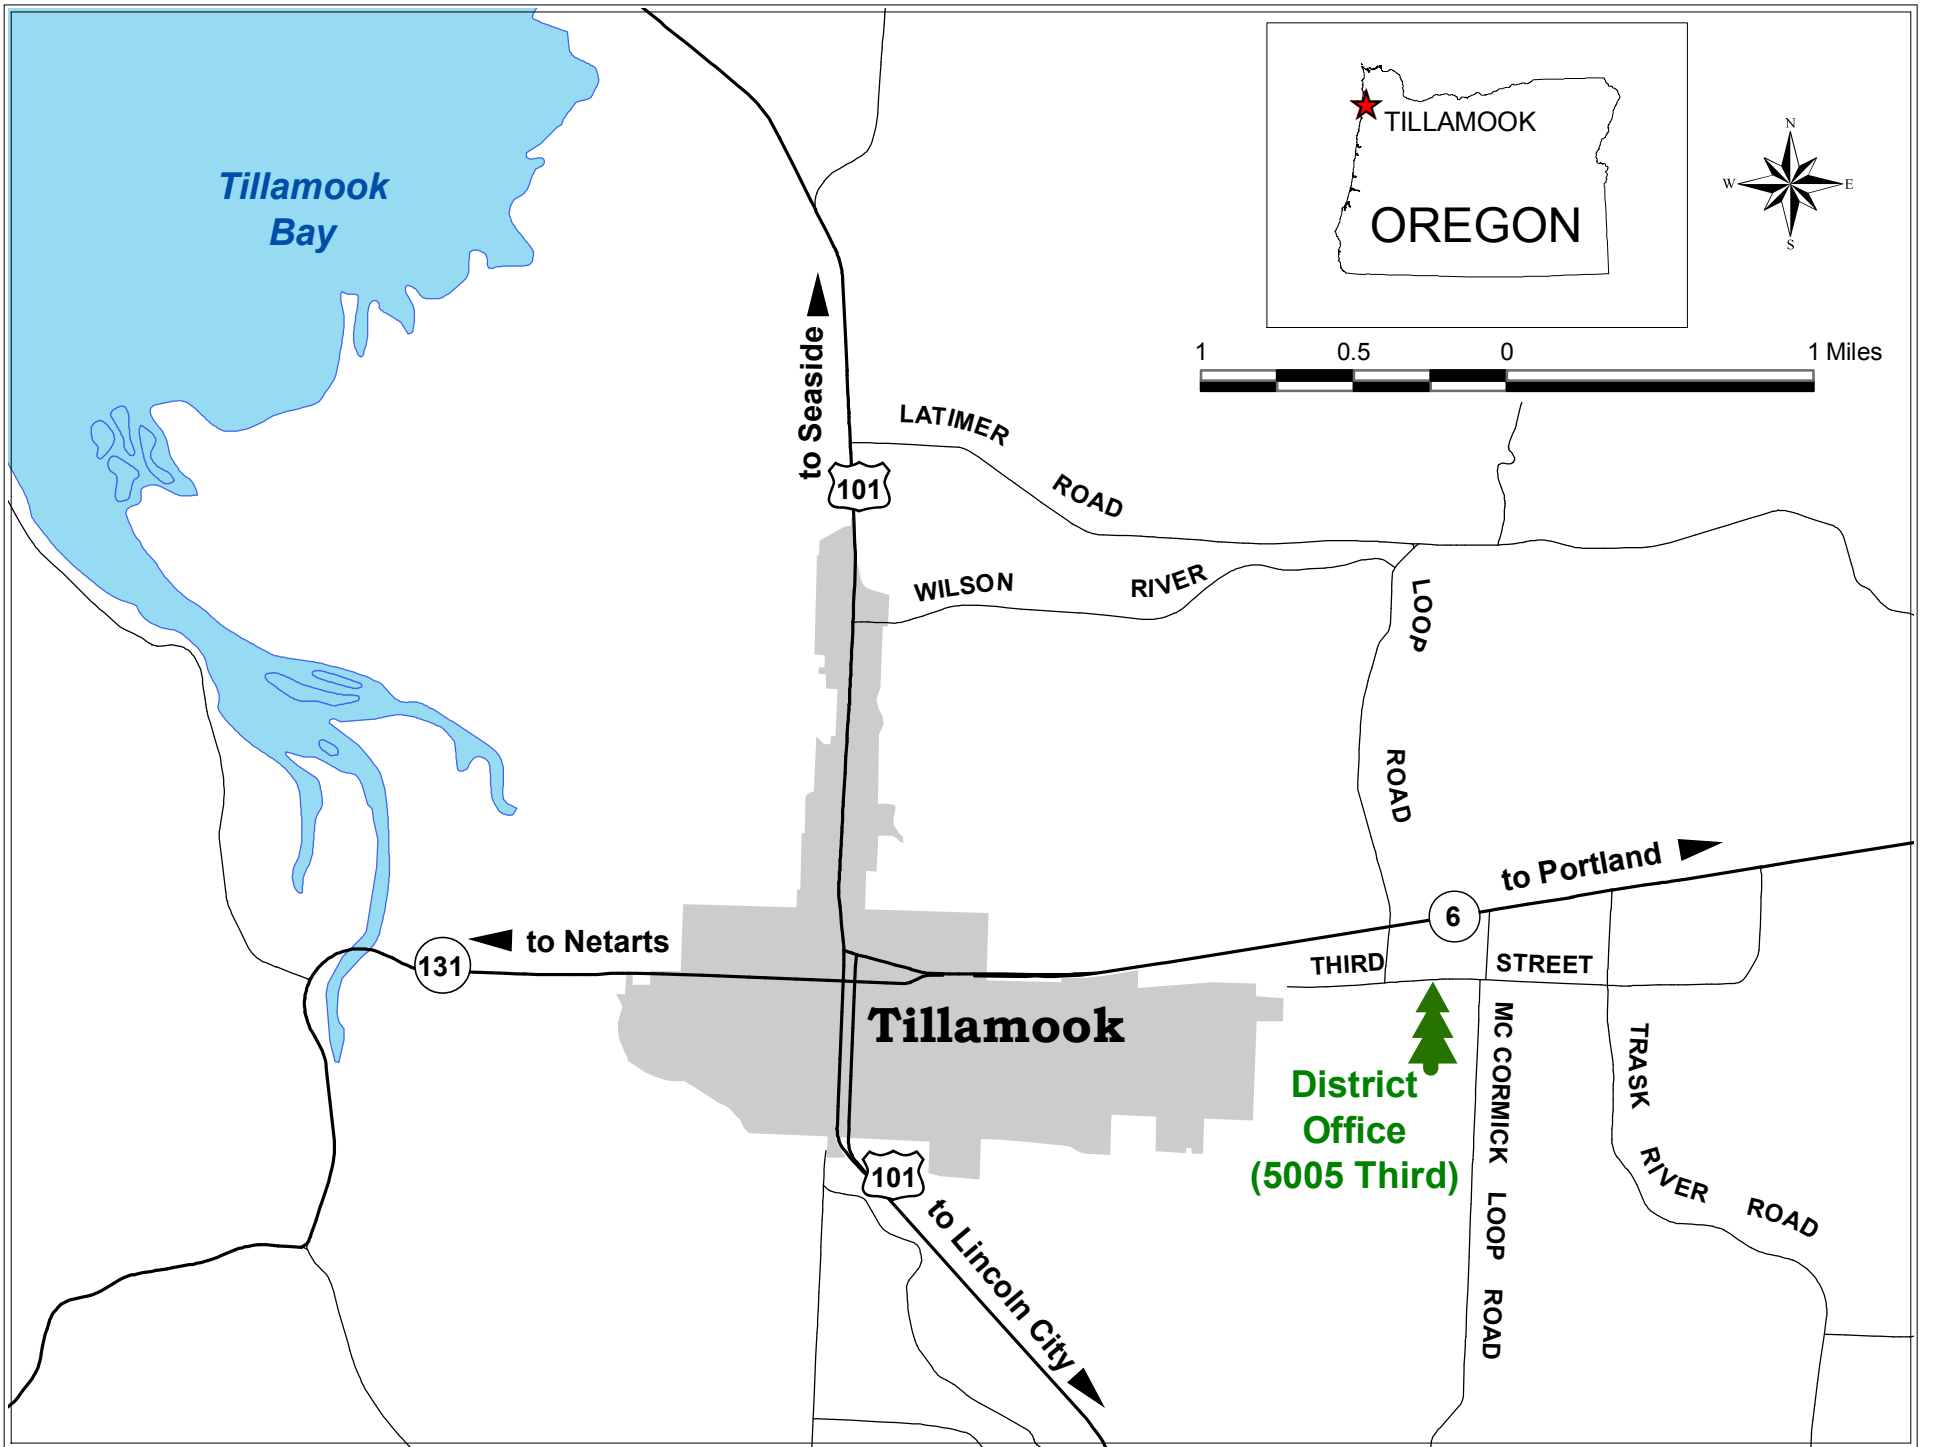 Tillamook
Bay
TILLAMOOK
OREGON
N
W
E
S
1
0.5
0
1 Miles
to Seaside
101
LATIMER
ROAD
WILSON
RIVER
LOOP
ROAD
to Portland
6
to Netarts
131
THIRD
STREET
Tillamook
District
Office
(5005 Third)
MC CORMICK LOOP ROAD
TRASK
RIVER
ROAD
101
to Lincoln City